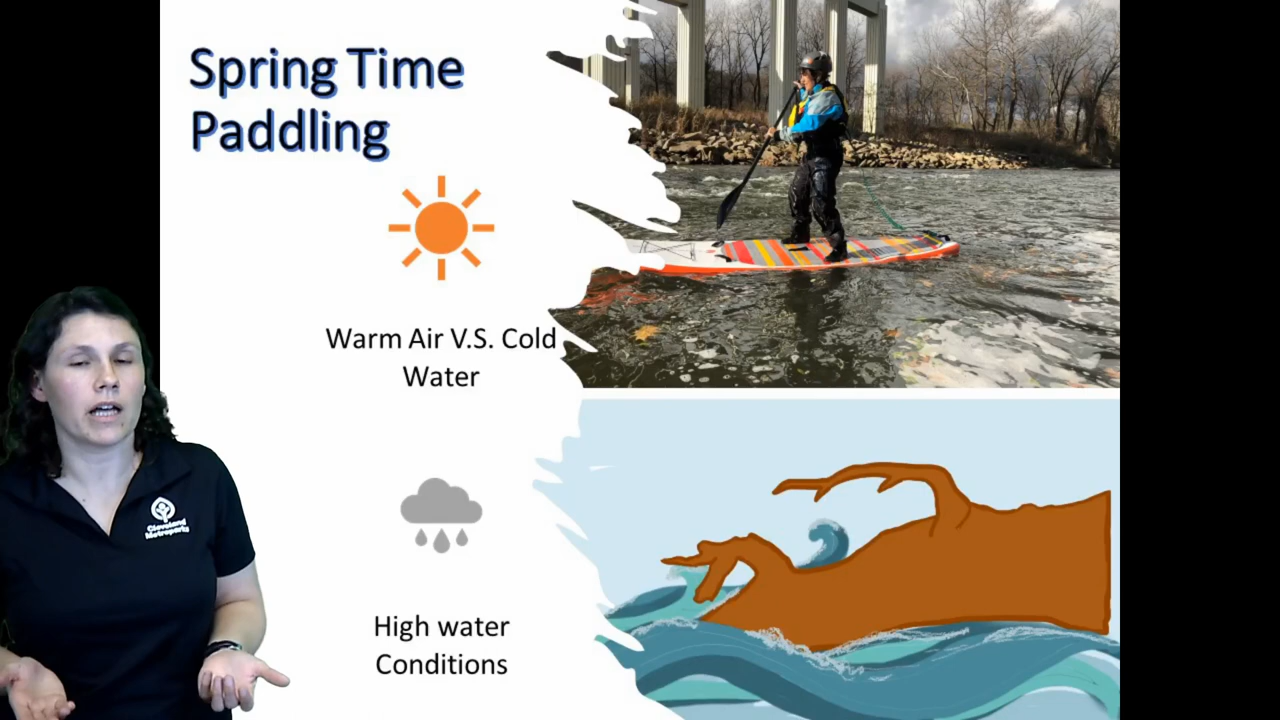 Spring Time
Paddling
Warm Air V.S. Cold
Water
High water
Conditions
Cleveland
Metroparks